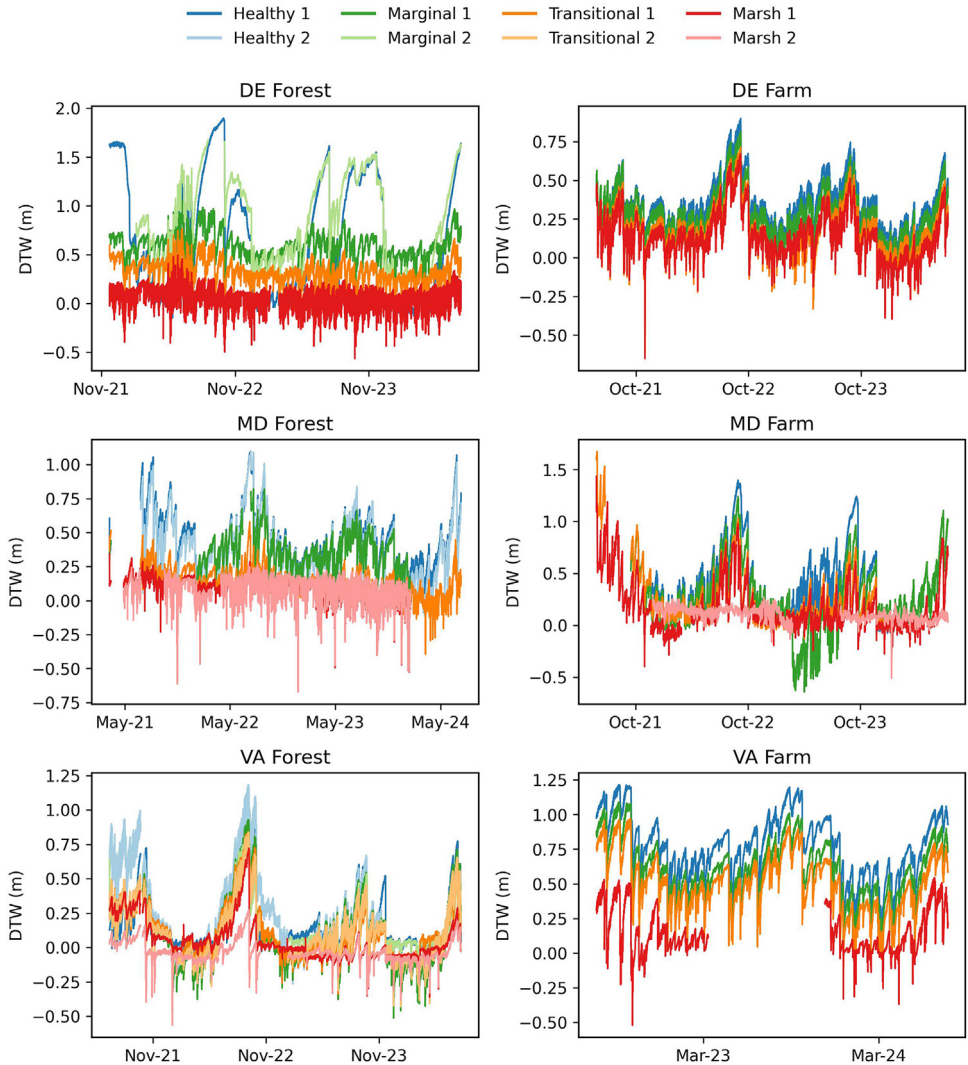 Healthy 1 Marginal 1 Transitional 1 Marsh 1
Healthy 2 Marginal 2 Transitional 2 Marsh 2
DE Forest
DTW (m)
2.0
1.5
1.0
0.5
0.0
−0.5
Nov-21 Nov-22 Nov-23
DE Farm
DTW (m)
0.75
0.50
0.25
0.00
−0.25
−0.50
Oct-21 Oct-22 Oct-23
MD Forest
DTW (m)
1.00
0.75
0.50
0.25
0.00
−0.25
−0.50
−0.75
May-21 May-22 May-23 May-24
MD Farm
DTW (m)
1.5
1.0
0.5
0.0
−0.5
Oct-21 Oct-22 Oct-23
VA Forest
DTW (m)
1.25
1.00
0.75
0.50
0.25
0.00
−0.25
−0.50
Nov-21 Nov-22 Nov-23
VA Farm
DTW (m)
1.25
1.00
0.75
0.50
0.25
0.00
−0.25
−0.50
Mar-23 Mar-24